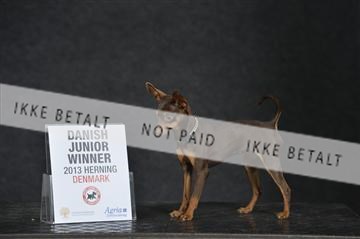 IKKE BETALT NOT PAID IKKE BETALT
DANISH
JUNIOR
WINNER
2013 HERNING
DENMARK
Agria